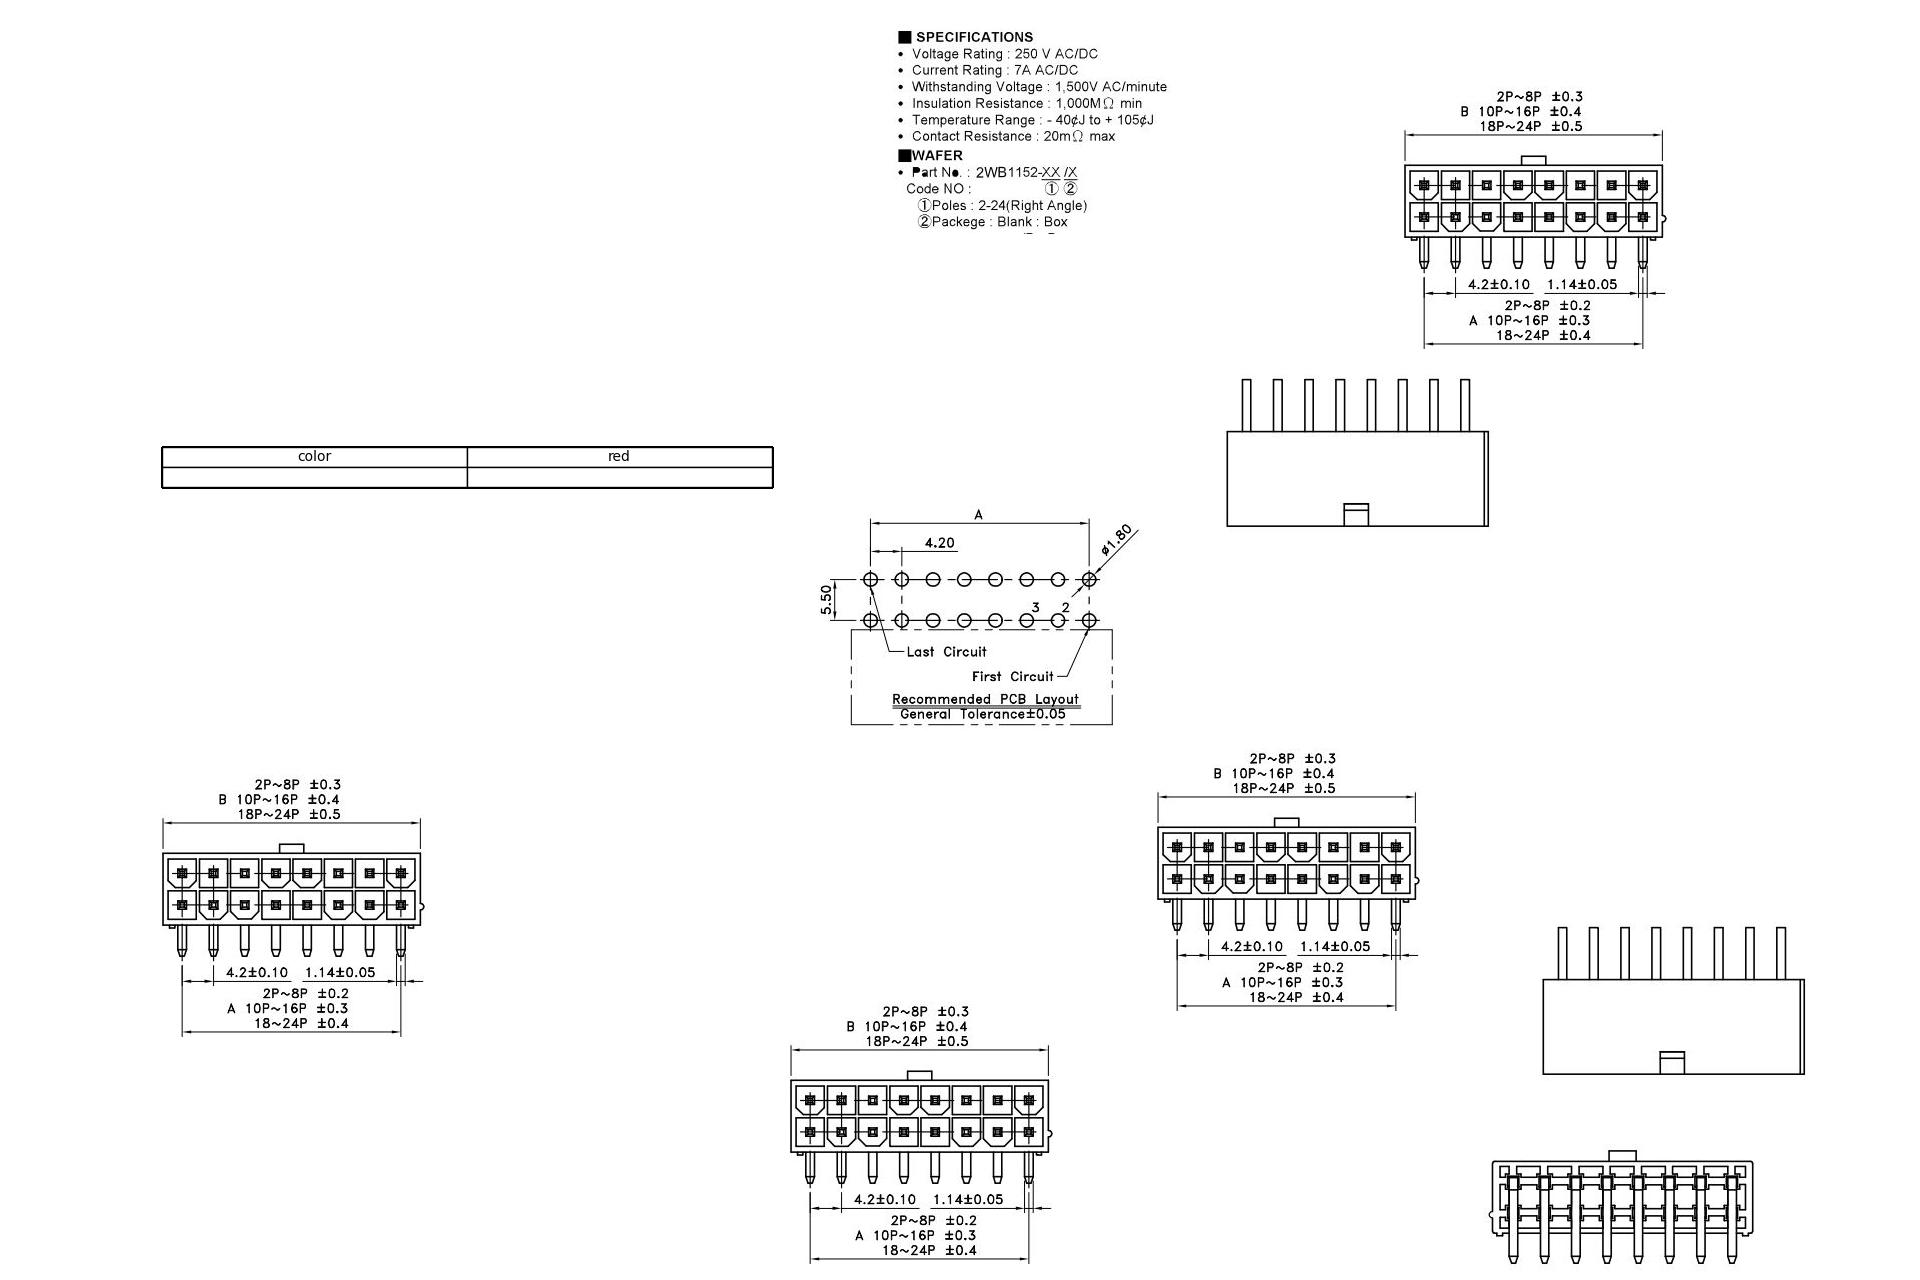 ■ SPECIFICATIONS
• Voltage Rating : 250 V AC/DC
• Current Rating : 7A AC/DC
• Withstanding Voltage : 1,500V AC/minute
• Insulation Resistance : 1,000MΩ min
• Temperature Range : - 40¢J to + 105¢J
• Contact Resistance : 20mΩ max
■WAFER
• Part No. : 2WB1152-XX /X
Code NO : ① ②
①Poles : 2-24(Right Angle)
②Packege : Blank : Box
2P~8P ±0.3
B 10P~16P ±0.4
18P~24P ±0.5
4.2±0.10 1.14±0.05
2P~8P ±0.2
A 10P~16P ±0.3
18~24P ±0.4
color red
A
4.20
ø1.80
5.50
3 2
Last Circuit
First Circuit
Recommended PCB Layout
General Tolerance±0.05
2P~8P ±0.3
B 10P~16P ±0.4
18P~24P ±0.5
4.2±0.10 1.14±0.05
2P~8P ±0.2
A 10P~16P ±0.3
18~24P ±0.4
2P~8P ±0.3
B 10P~16P ±0.4
18P~24P ±0.5
4.2±0.10 1.14±0.05
2P~8P ±0.2
A 10P~16P ±0.3
18~24P ±0.4
2P~8P ±0.3
B 10P~16P ±0.4
18P~24P ±0.5
4.2±0.10 1.14±0.05
2P~8P ±0.2
A 10P~16P ±0.3
18~24P ±0.4